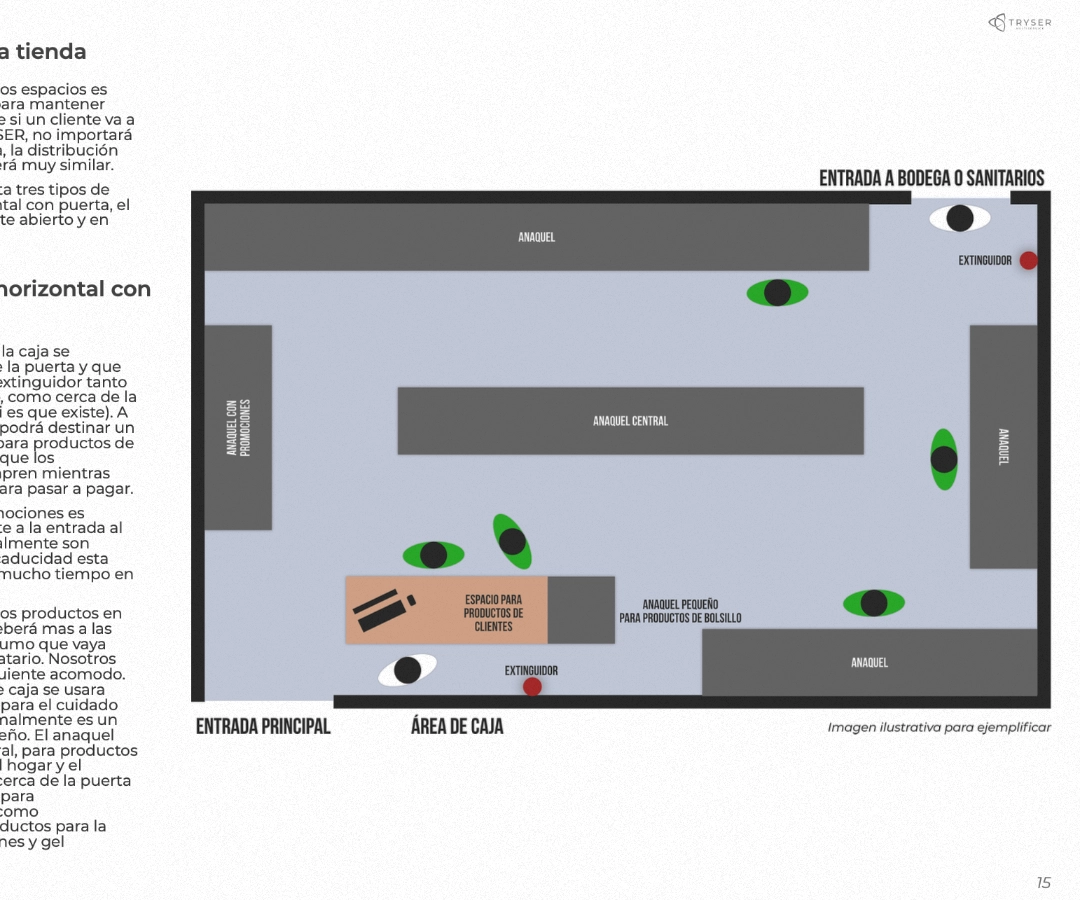 TRYSER
a tienda
os espacios es
para mantener
e si un cliente va a
SER, no importará
a, la distribución
erá muy similar.
ta tres tipos de
ntal con puerta, el
te abierto y en
horizontal con
la caja se
e la puerta y que
extinguidor tanto
, como cerca de la
i es que existe). A
podrá destinar un
para productos de
que los
mpren mientras
ara pasar a pagar.
mociones es
te a la entrada al
almente son
caducidad esta
mucho tiempo en
os productos en
eberá mas a las
sumo que vaya
atario. Nosotros
uiente acomodo.
e caja se usara
para el cuidado
malmente es un
eño. El anaquel
ral, para productos
l hogar y el
cerca de la puerta
para
como
ductos para la
nes y gel
ENTRADA A BODEGA O SANITARIOS
ANAQUEL
EXTINGUIDOR
ANAQUEL CON
PROMOCIONES
ANAQUEL CENTRAL
ANAQUEL
ESPACIO PARA
PRODUCTOS DE
CLIENTES
ANAQUEL PEQUEÑO
PARA PRODUCTOS DE BOLSILLO
ANAQUEL
EXTINGUIDOR
ENTRADA PRINCIPAL
ÁREA DE CAJA
Imagen ilustrativa para ejemplificar
15